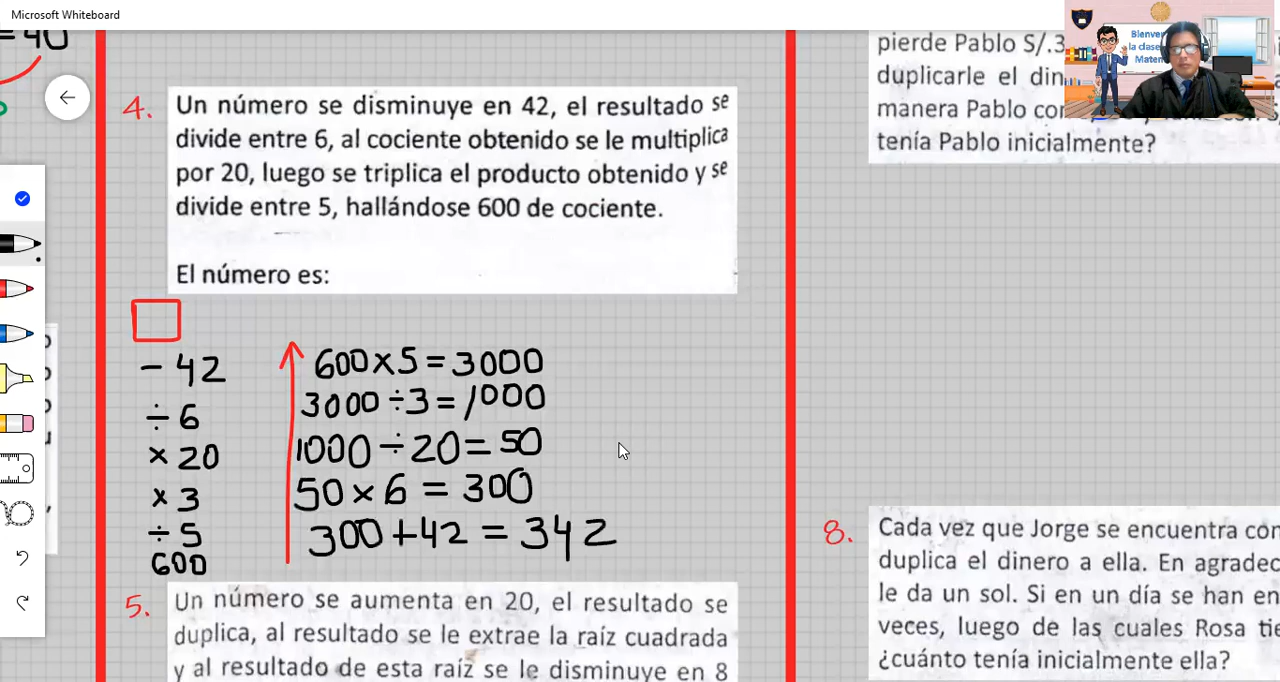 Microsoft Whiteboard
= 40
4.
Un número se disminuye en 42, el resultado se
divide entre 6, al cociente obtenido se le multiplica
por 20, luego se triplica el producto obtenido y se
divide entre 5, hallándose 600 de cociente.
El número es:
- 42
÷ 6
× 20
× 3
÷ 5
600
600 × 5 = 3000
3000 ÷ 3 = 1000
1000 ÷ 20 = 50
50 × 6 = 300
300 + 42 = 342
5.
Un número se aumenta en 20, el resultado se
duplica, al resultado se le extrae la raíz cuadrada
y al resultado de esta raíz se le disminuye en 8
pierde Pablo S/.3
duplicarle el din
manera Pablo
tenía Pablo inicialmente?
8.
Cada vez que Jorge se encuentra con
duplica el dinero a ella. En agradec
le da un sol. Si en un día se han en
veces, luego de las cuales Rosa tie
¿cuánto tenía inicialmente ella?